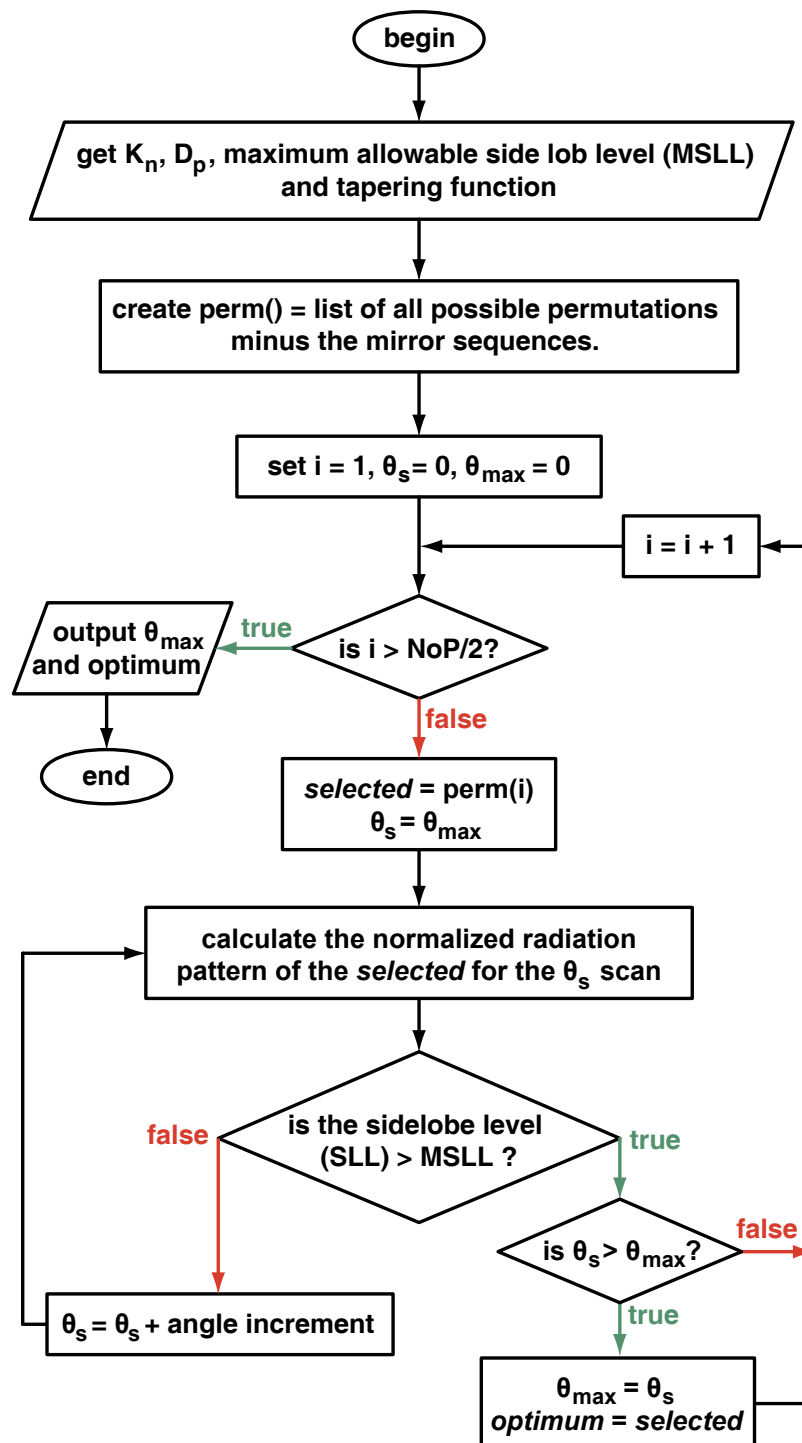 begin
get Kn, Dp, maximum allowable side lob level (MSLL)
and tapering function
create perm() = list of all possible permutations
minus the mirror sequences.
set i = 1, θs = 0, θmax = 0
i = i + 1
is i > NoP/2?
true
false
output θmax
and optimum
end
selected = perm(i)
θs = θmax
calculate the normalized radiation
pattern of the selected for the θs scan
is the sidelobe level
(SLL) > MSLL ?
false
true
is θs > θmax?
false
true
θs = θs + angle increment
θmax = θs
optimum = selected